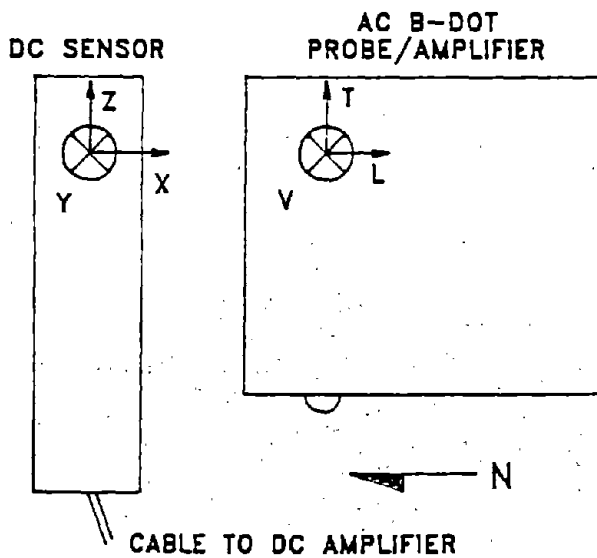 DC SENSOR
AC B-DOT
PROBE/AMPLIFIER
Z
X
Y
T
L
V
N
CABLE TO DC AMPLIFIER